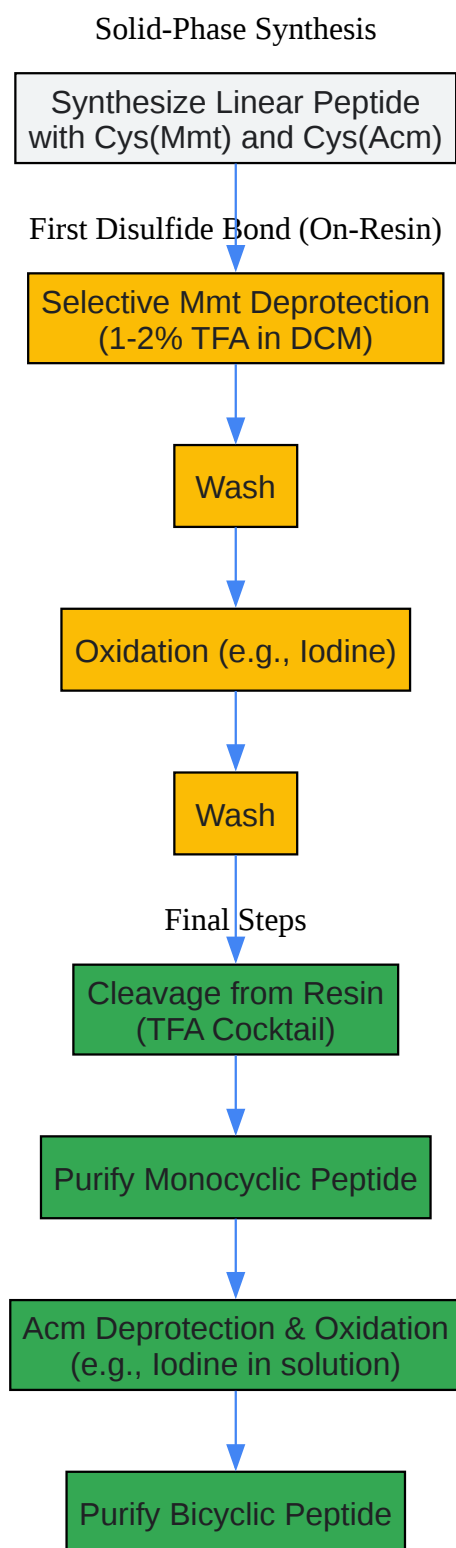 Solid-Phase Synthesis
Synthesize Linear Peptide
with Cys(Mmt) and Cys(Acm)
First Disulfide Bond (On-Resin)
Selective Mmt Deprotection
(1-2% TFA in DCM)
Wash
Oxidation (e.g., Iodine)
Wash
Final Steps
Cleavage from Resin
(TFA Cocktail)
Purify Monocyclic Peptide
Acm Deprotection & Oxidation
(e.g., Iodine in solution)
Purify Bicyclic Peptide